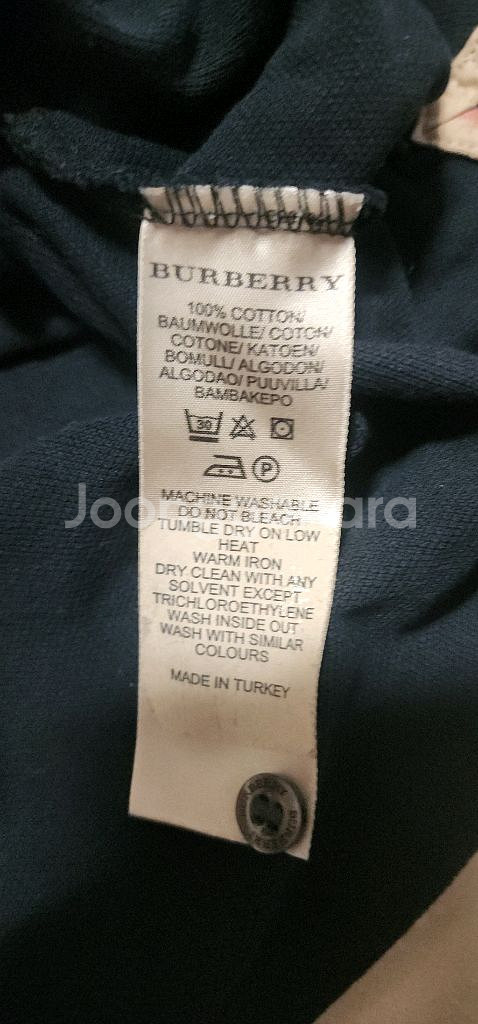 BURBERRY
100% COTTON/
BAUMWOLLE/ COTCH/
COTONE/ KATOEN/
BOMULL/ ALGODON/
ALGODAO/ PUUVILLA/
BAMBAKEPO
30
P
MACHINE WASHABLE
DO NOT BLEACH
TUMBLE DRY ON LOW
HEAT
WARM IRON
DRY CLEAN WITH ANY
SOLVENT EXCEPT
TRICHLOROETHYLENE
WASH INSIDE OUT
WASH WITH SIMILAR
COLOURS
MADE IN TURKEY
BURBERRY